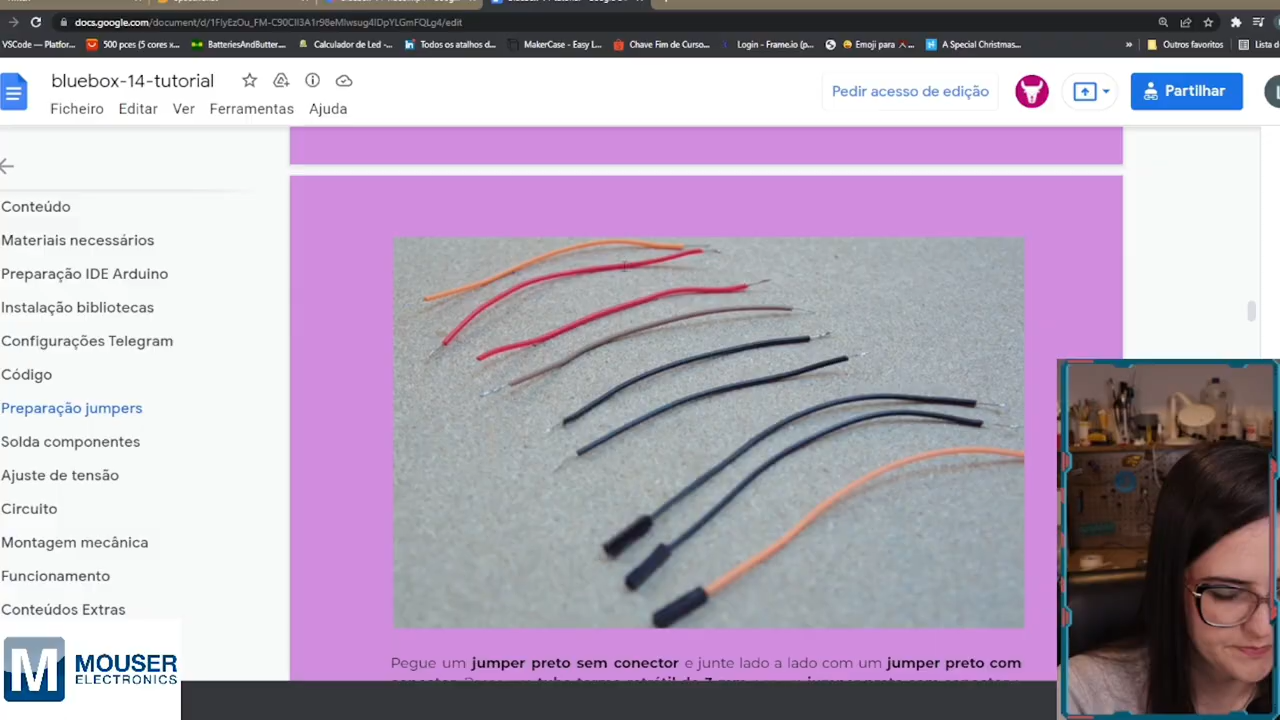 docs.google.com/document/d/1FlyEzOu_FM-C90ClI3A1r98eMlwsug4IDpYLGmFQLg4/edit
VSCode — Platfor...
500 pces (5 cores x...
BatteriesAndButter...
Calculador de Led -...
Todos os atalhos d...
MakerCase - Easy L...
Chave Fim de Curso...
Login - Frame.io (p...
Emoji para
A Special Christmas...
»
Outros favoritos
Lista d
bluebox-14-tutorial
Pedir acesso de edição
Partilhar
Ficheiro Editar Ver Ferramentas Ajuda
Conteúdo
Materiais necessários
Preparação IDE Arduino
Instalação bibliotecas
Configurações Telegram
Código
Preparação jumpers
Solda componentes
Ajuste de tensão
Circuito
Montagem mecânica
Funcionamento
Conteúdos Extras
Pegue um jumper preto sem conector e junte lado a lado com um jumper preto com
M MOUSER
ELECTRONICS